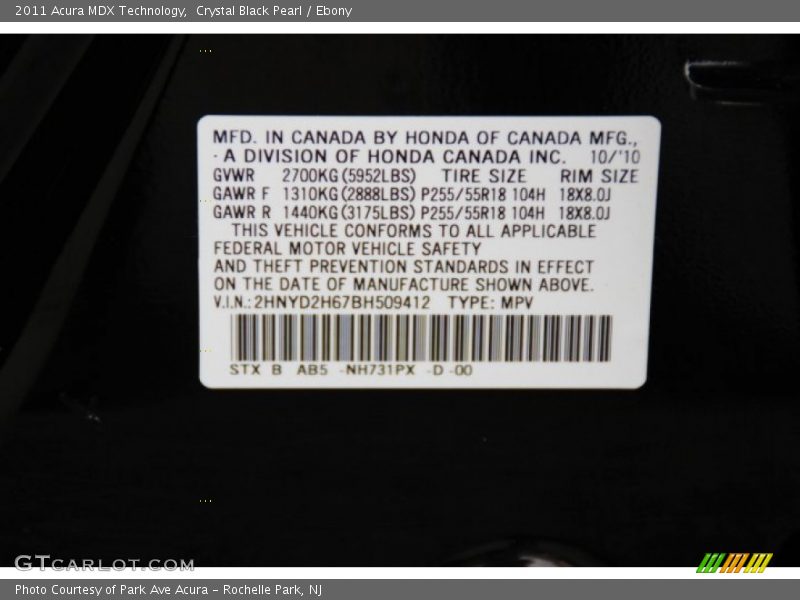 2011 Acura MDX Technology,  Crystal Black Pearl / Ebony
MFD. IN CANADA BY HONDA OF CANADA MFG.,
A DIVISION OF HONDA CANADA INC. 10/'10
GVWR 2700KG(5952LBS) TIRE SIZE RIM SIZE
GAWR F 1310KG(2888LBS) P255/55R18 104H 18X8.0J
GAWR R 1440KG(3175LBS) P255/55R18 104H 18X8.0J
THIS VEHICLE CONFORMS TO ALL APPLICABLE
FEDERAL MOTOR VEHICLE SAFETY
AND THEFT PREVENTION STANDARDS IN EFFECT
ON THE DATE OF MANUFACTURE SHOWN ABOVE.
V.I.N.: 2HNYD2H67BH509412 TYPE: MPV
STX B AB5 -NH731PX -D -00
GTCARLOT.COM
Photo Courtesy of Park Ave Acura - Rochelle Park, NJ